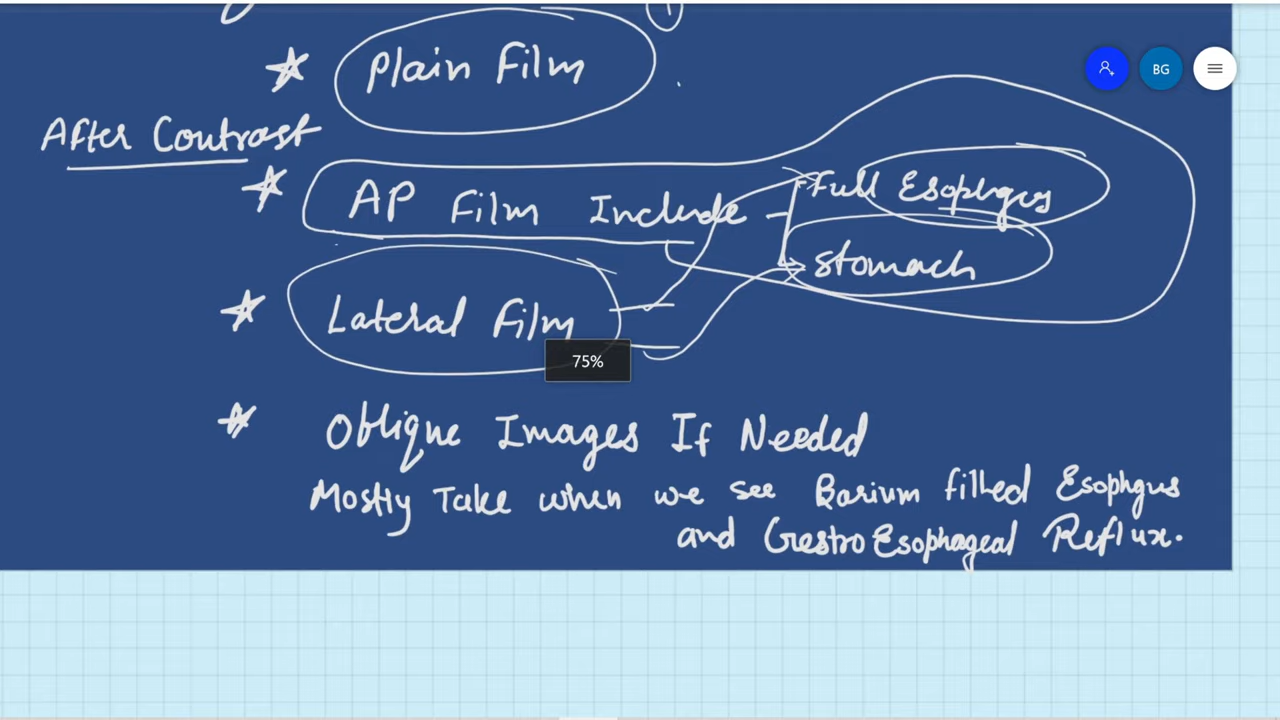 Plain Film
BG
After Contrast
AP Film Include
Full Esophgus
Stomach
Lateral Film
75%
Oblique Images If Needed
Mostly Take when we see Barium filled Esophgus
and Gestro Esophageal Reflux.